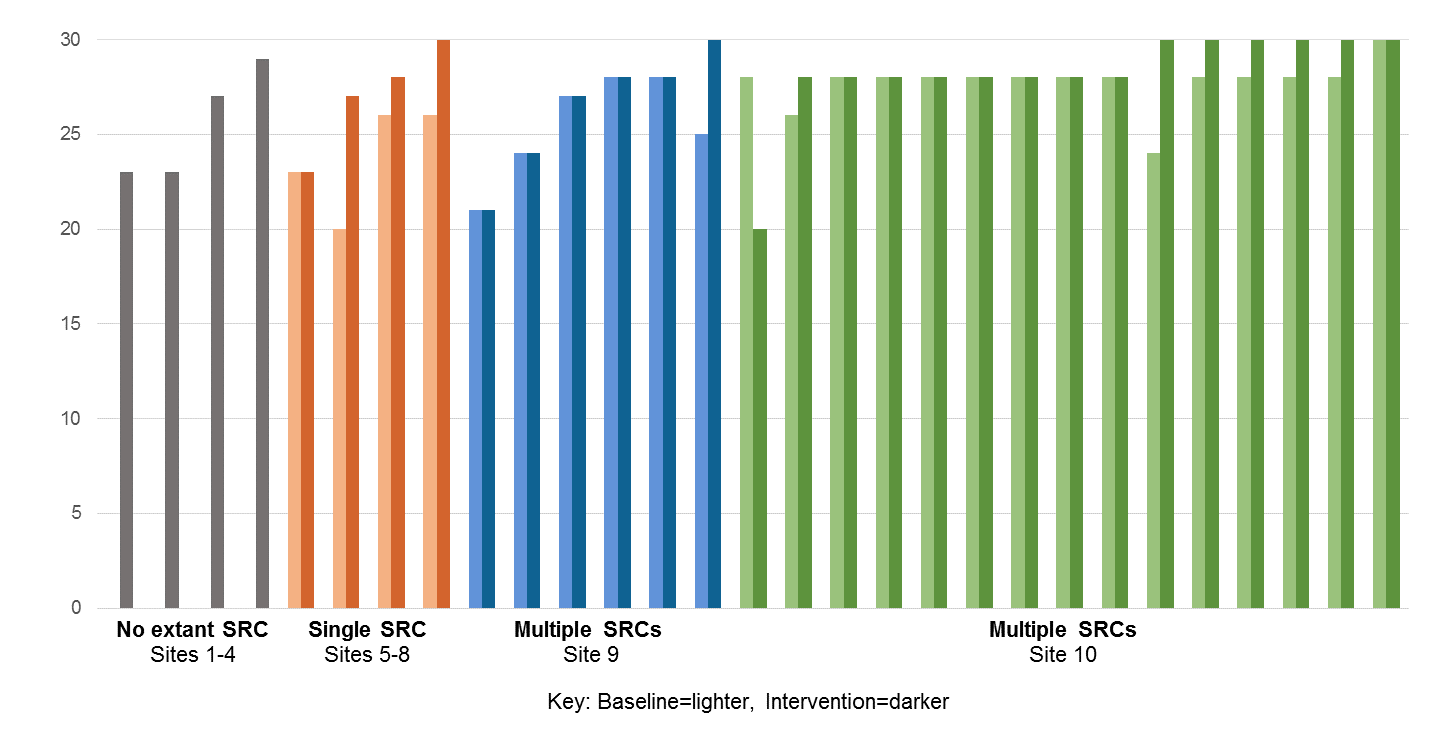 30
25
20
15
10
5
0
No extant SRC Single SRC Multiple SRCs Multiple SRCs
Sites 1-4 Sites 5-8 Site 9 Site 10
Key: Baseline=lighter, Intervention=darker